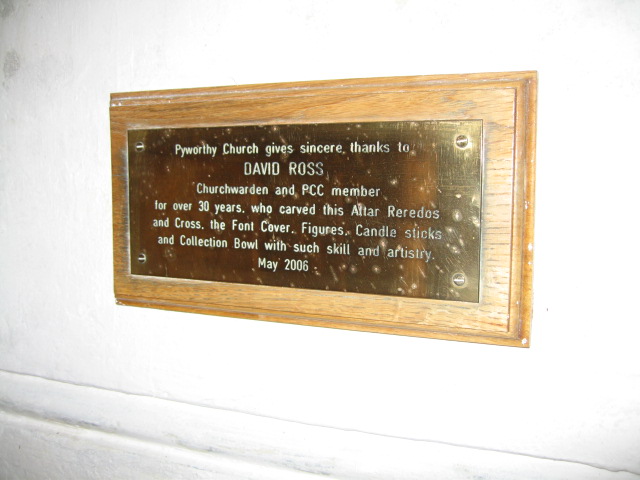 Pyworthy Church gives sincere thanks to
DAVID ROSS
Churchwarden and PCC member
for over 30 years, who carved this Altar Reredos
and Cross, the Font Cover, Figures, Candle sticks
and Collection Bowl with such skill and artistry.
May 2006